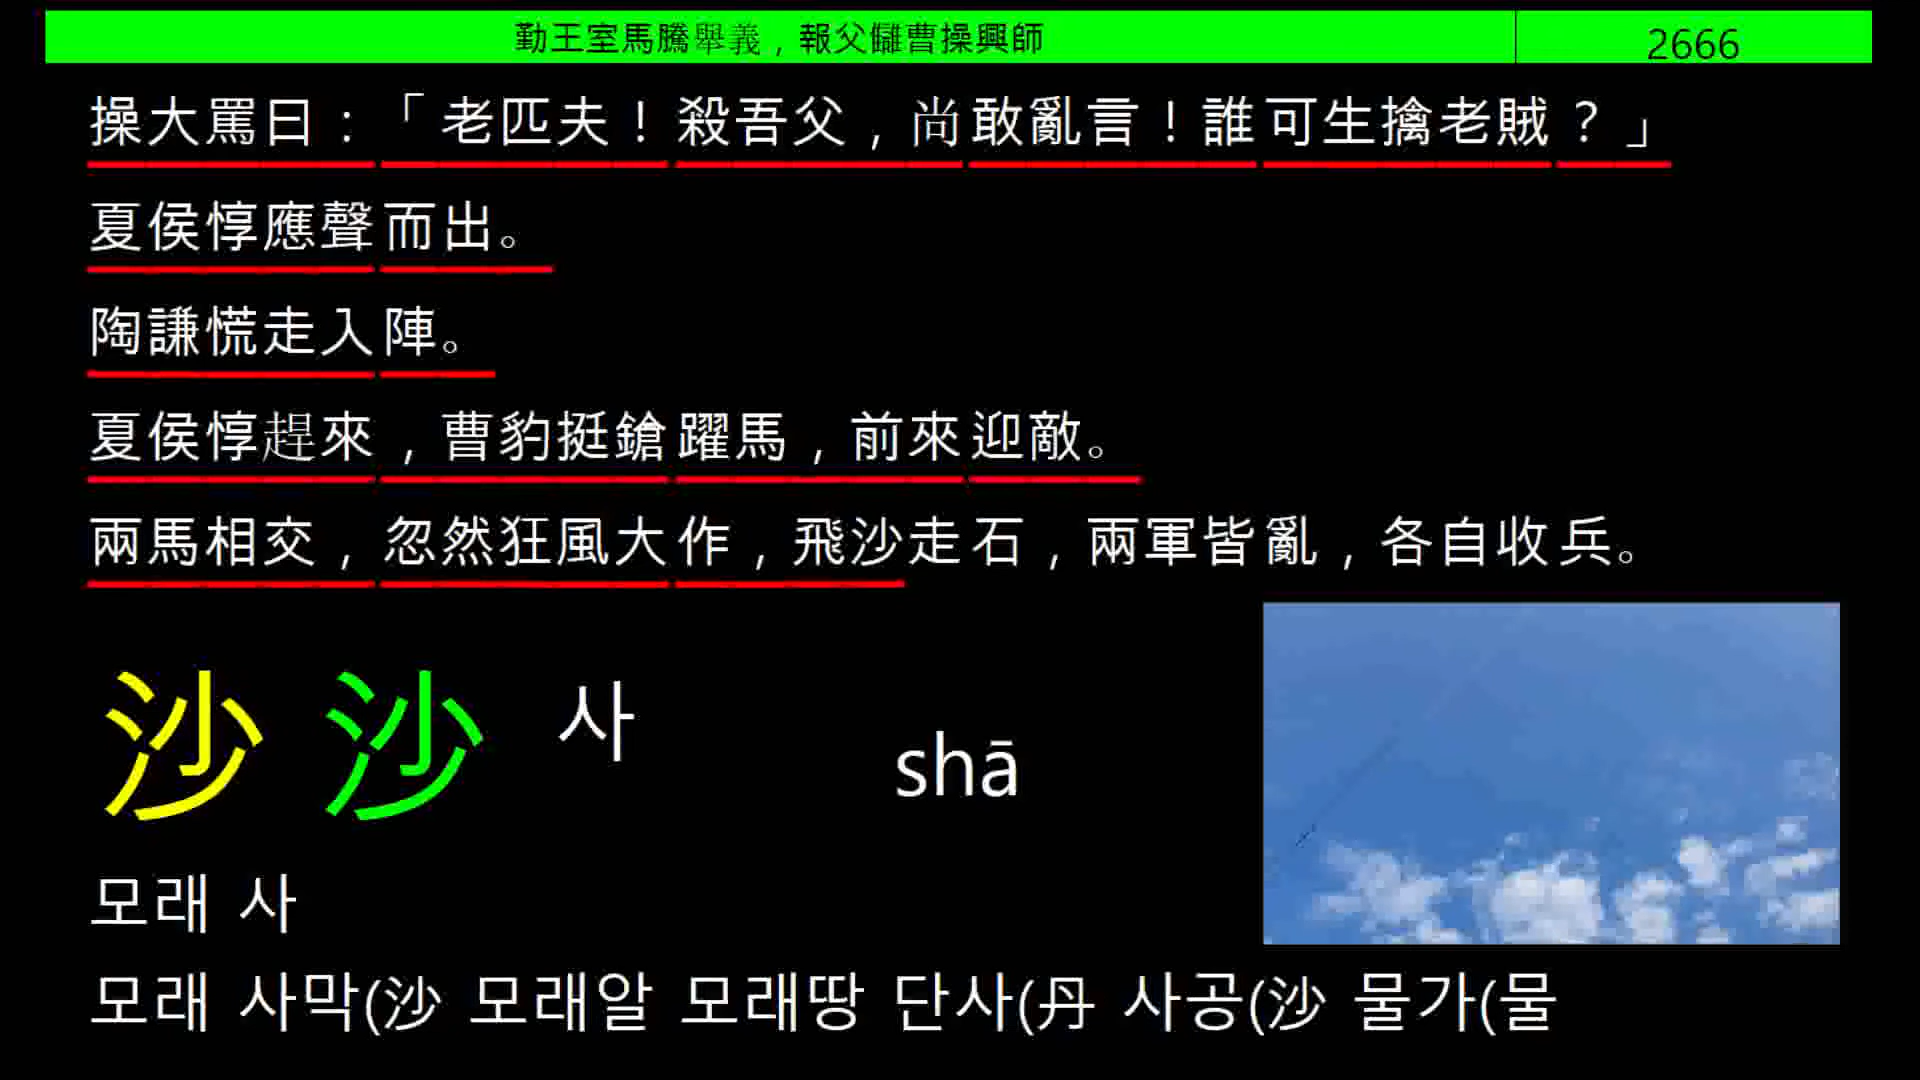 勤王室馬騰舉義，報父讎曹操興師
2666
操大罵曰：「老匹夫！殺吾父，尚敢亂言！誰可生擒老賊？」
夏侯惇應聲而出。
陶謙慌走入陣。
夏侯惇趕來，曹豹挺鎗躍馬，前來迎敵。
兩馬相交，忽然狂風大作，飛沙走石，兩軍皆亂，各自收兵。
沙 沙 사 shā
모래 사
모래 사막(沙 모래알 모래땅 단사(丹 사공(沙 물가(물